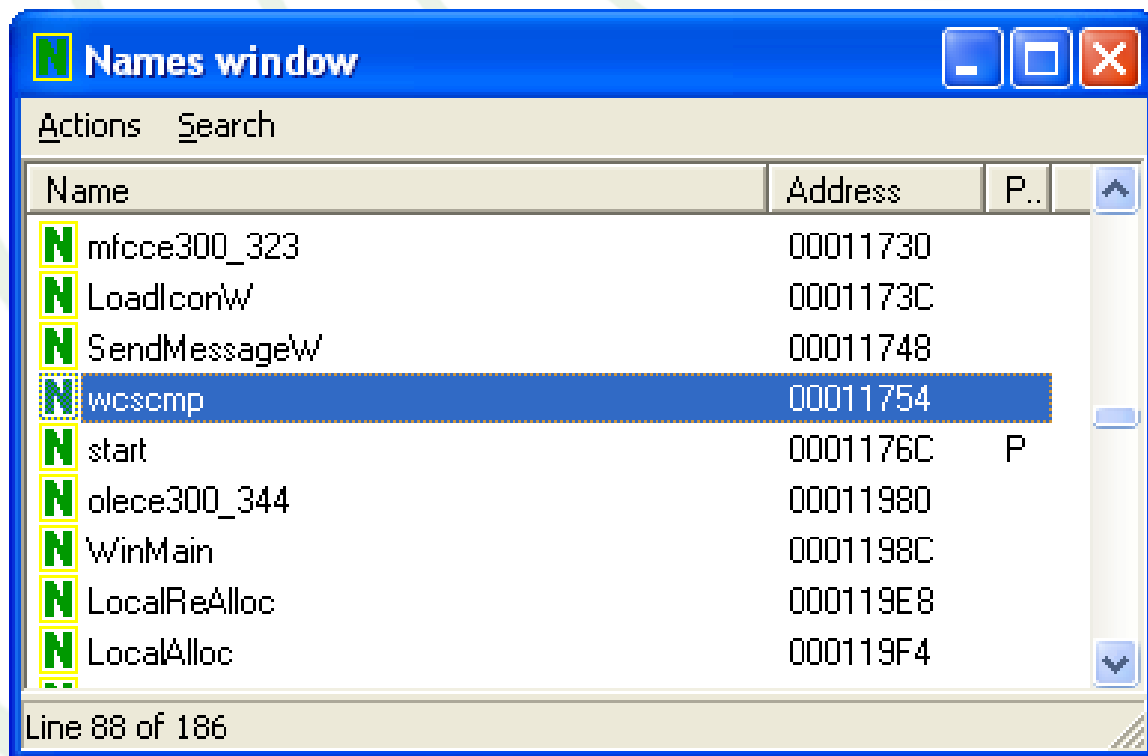 Names window
Actions Search
Name Address P..
N mfcce300_323 00011730
N LoadIconW 0001173C
N SendMessageW 00011748
N wcscmp 00011754
N start 0001176C P
N olece300_344 00011980
N WinMain 0001198C
N LocalReAlloc 000119E8
N LocalAlloc 000119F4
Line 88 of 186